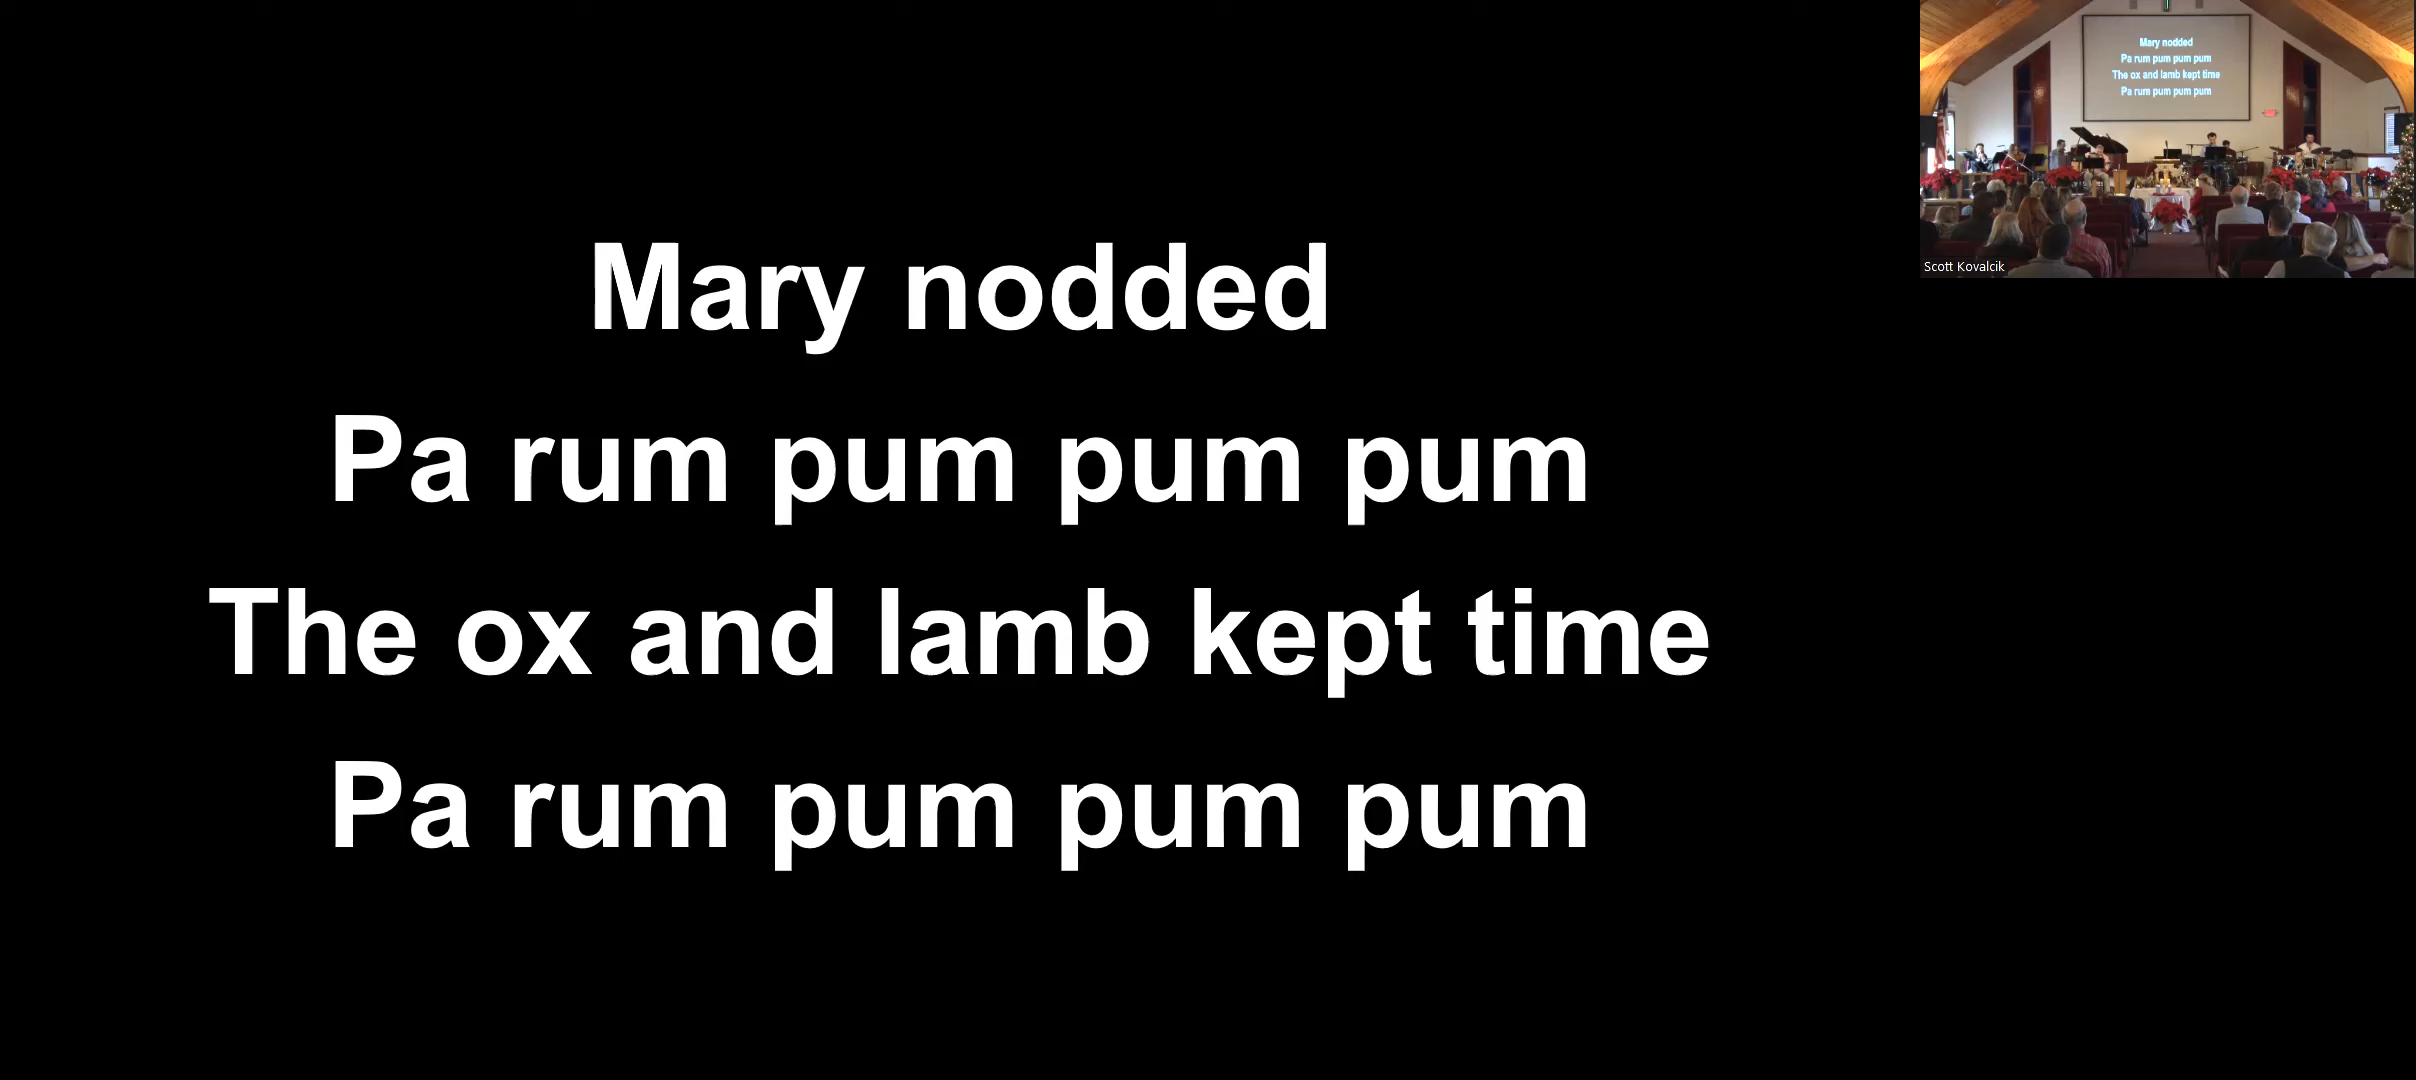 Mary nodded
Pa rum pum pum pum
The ox and lamb kept time
Pa rum pum pum pum
Mary nodded
Pa rum pum pum pum
The ox and lamb kept time
Pa rum pum pum pum
Scott Kovalcik